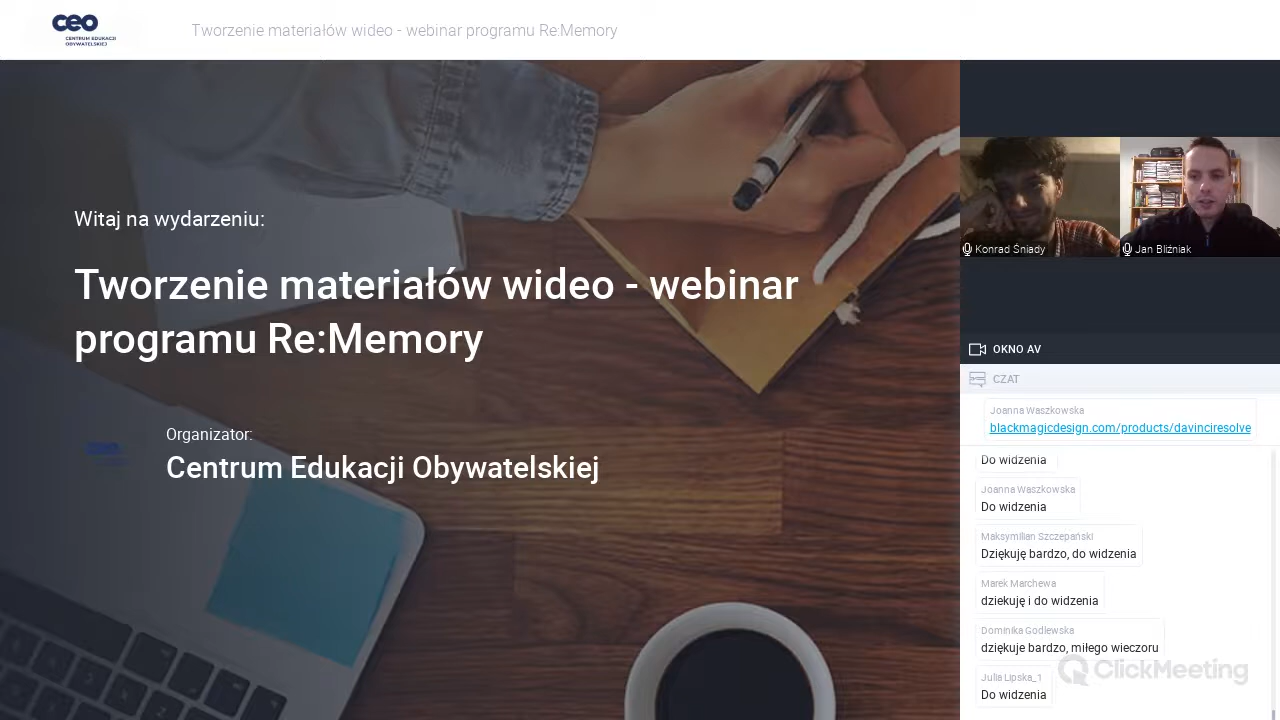 ceo
CENTRUM EDUKACJI
OBYWATELSKIEJ
Tworzenie materiałów wideo - webinar programu Re:Memory
Witaj na wydarzeniu:
Tworzenie materiałów wideo - webinar
programu Re:Memory
Organizator:
Centrum Edukacji Obywatelskiej
Konrad Śniady
Jan Bliźniak
OKNO AV
CZAT
Joanna Waszkowska
blackmagicdesign.com/products/davinciresolve
Do widzenia
Joanna Waszkowska
Do widzenia
Maksymilian Szczepański
Dziękuję bardzo, do widzenia
Marek Marchewa
dziekuję i do widzenia
Dominika Godlewska
dziękuje bardzo, miłego wieczoru
ClickMeeting
Julia Lipska_1
Do widzenia